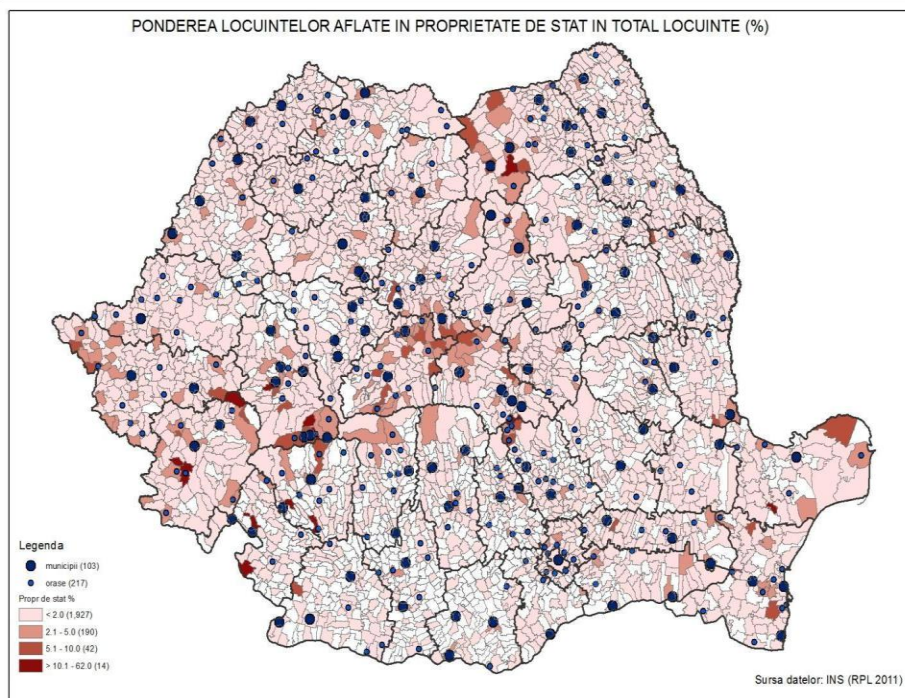 PONDEREA LOCUINTELOR AFLATE IN PROPRIETATE DE STAT IN TOTAL LOCUINTE (%)
Legenda
municipii (103)
orase (217)
Propr de stat %
< 2.0 (1,927)
2.1 - 5.0 (190)
5.1 - 10.0 (42)
> 10.1 - 62.0 (14)
Sursa datelor: INS (RPL 2011)